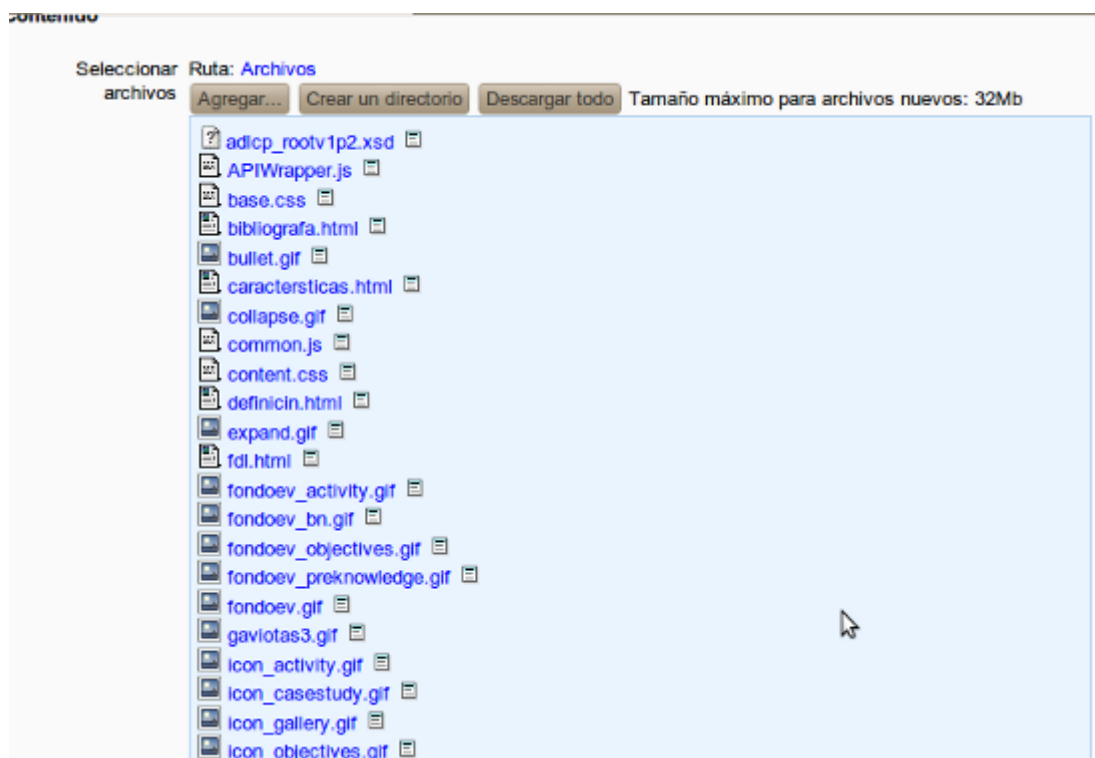 contenido
Seleccionar archivos
Ruta: Archivos
Agregar... Crear un directorio Descargar todo Tamaño máximo para archivos nuevos: 32Mb
adlcp_rootv1p2.xsd
APIWrapper.js
base.css
bibliografa.html
bullet.gif
caractersticas.html
collapse.gif
common.js
content.css
definicin.html
expand.gif
fdl.html
fondoev_activity.gif
fondoev_bn.gif
fondoev_objectives.gif
fondoev_preknowledge.gif
fondoev.gif
gaviotas3.gif
icon_activity.gif
icon_casestudy.gif
icon_gallery.gif
icon_objectives.gif